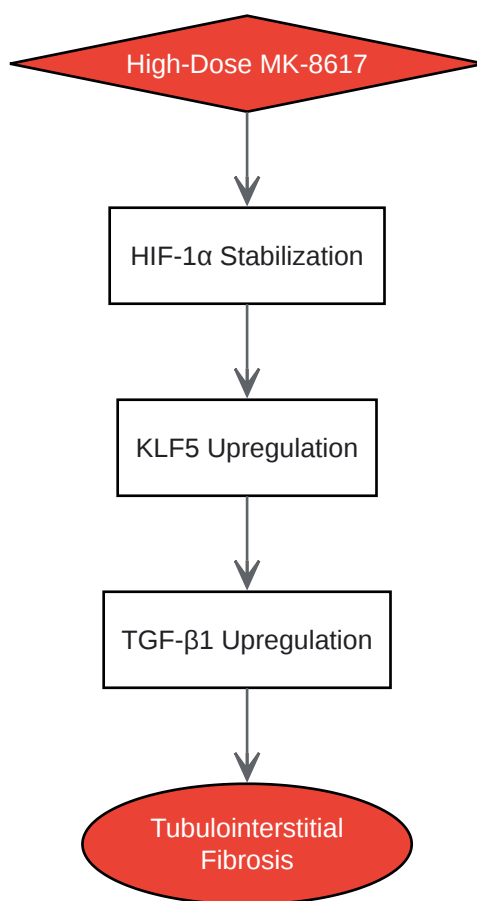 High-Dose MK-8617
HIF-1α Stabilization
KLF5 Upregulation
TGF-β1 Upregulation
Tubulointerstitial
Fibrosis